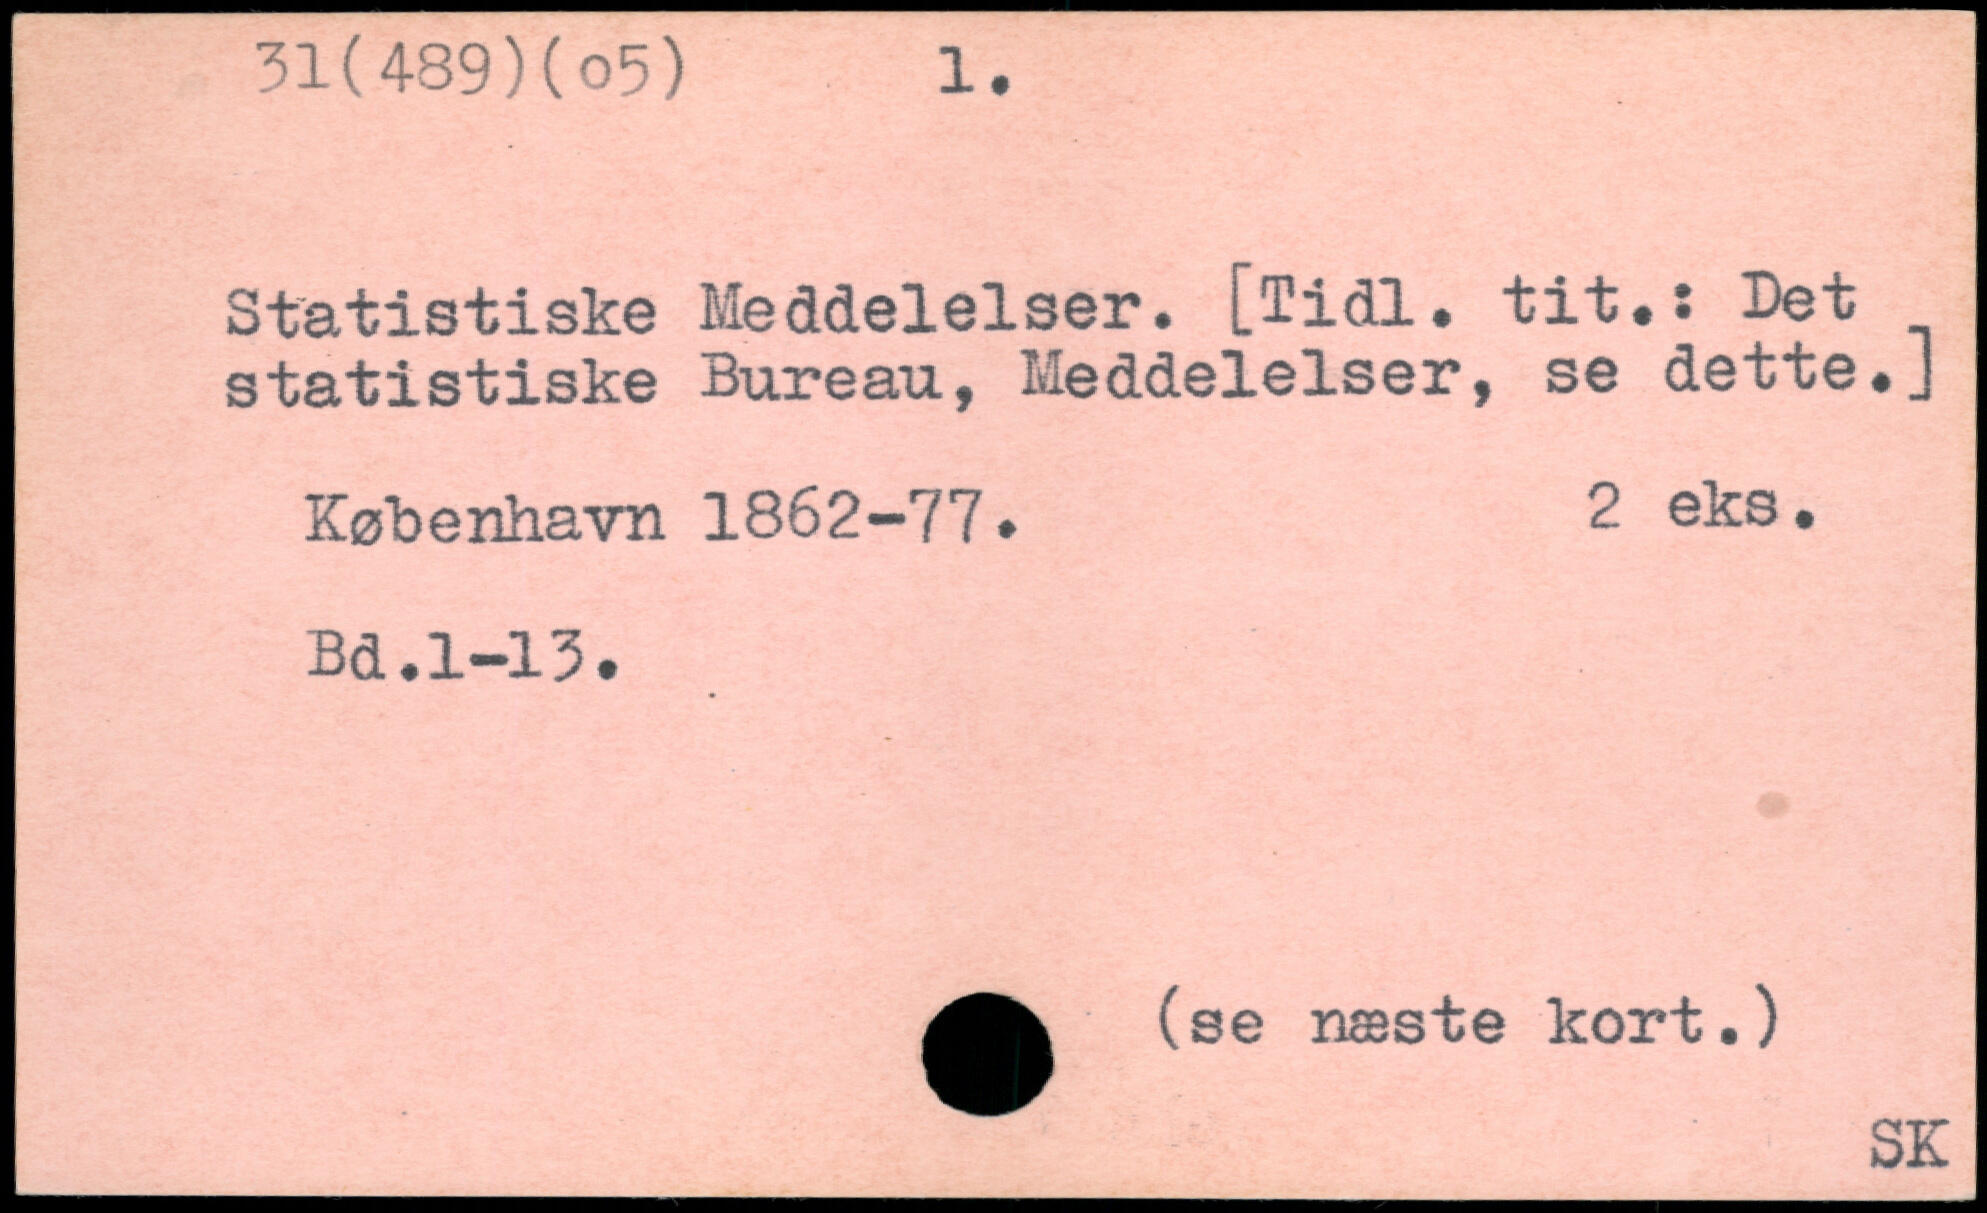 31(489)(o5) 1.
Statistiske Meddelelser. [Tidl. tit.: Det
statistiske Bureau, Meddelelser, se dette.]
København 1862-77. 2 eks.
Bd.1-13.
(se næste kort.)
SK